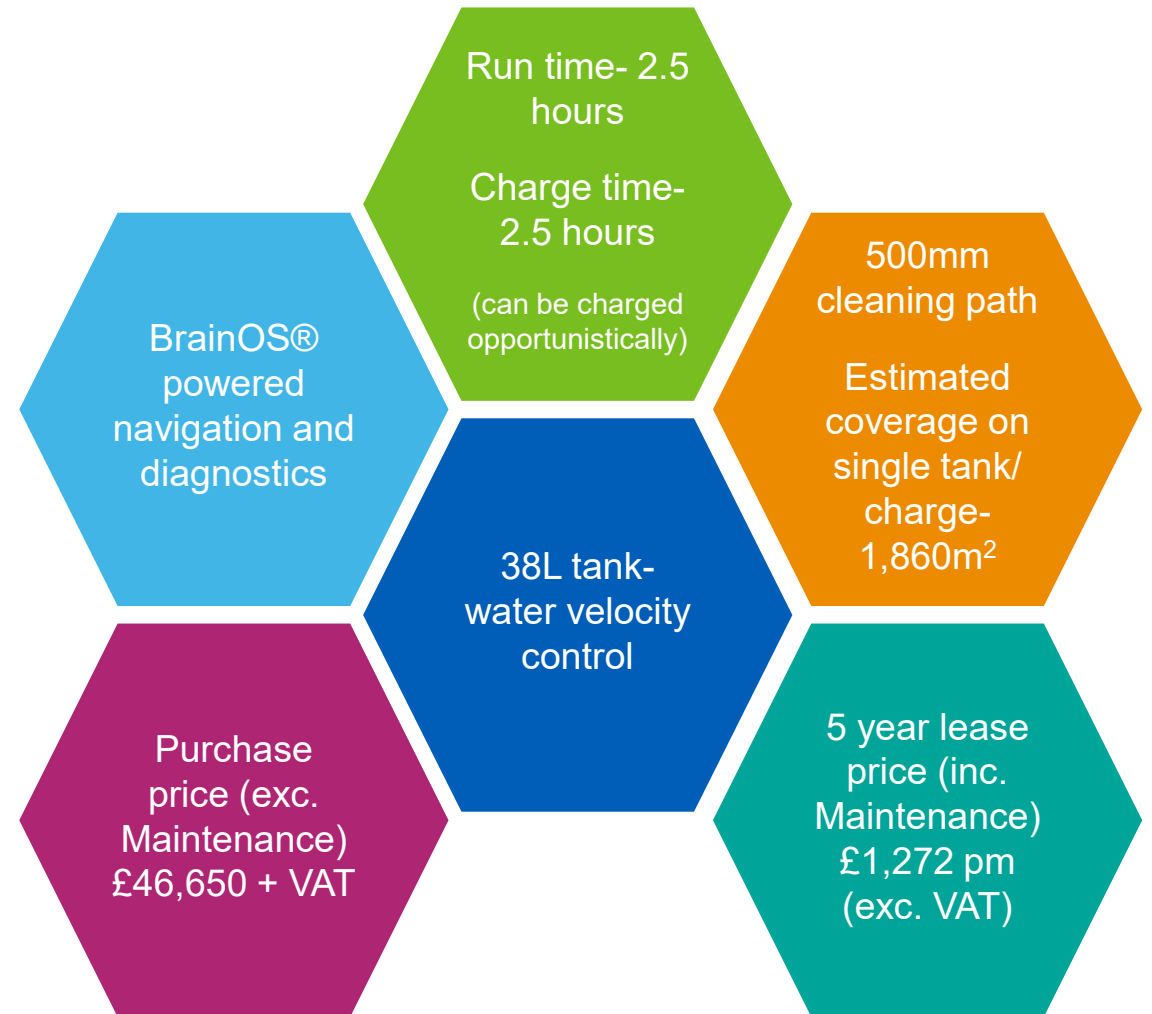 Run time- 2.5
hours
Charge time-
2.5 hours
(can be charged
opportunistically)
BrainOS®
powered
navigation and
diagnostics
500mm
cleaning path
Estimated
coverage on
single tank/
charge-
1,860m²
38L tank-
water velocity
control
Purchase
price (exc.
Maintenance)
£46,650 + VAT
5 year lease
price (inc.
Maintenance)
£1,272 pm
(exc. VAT)